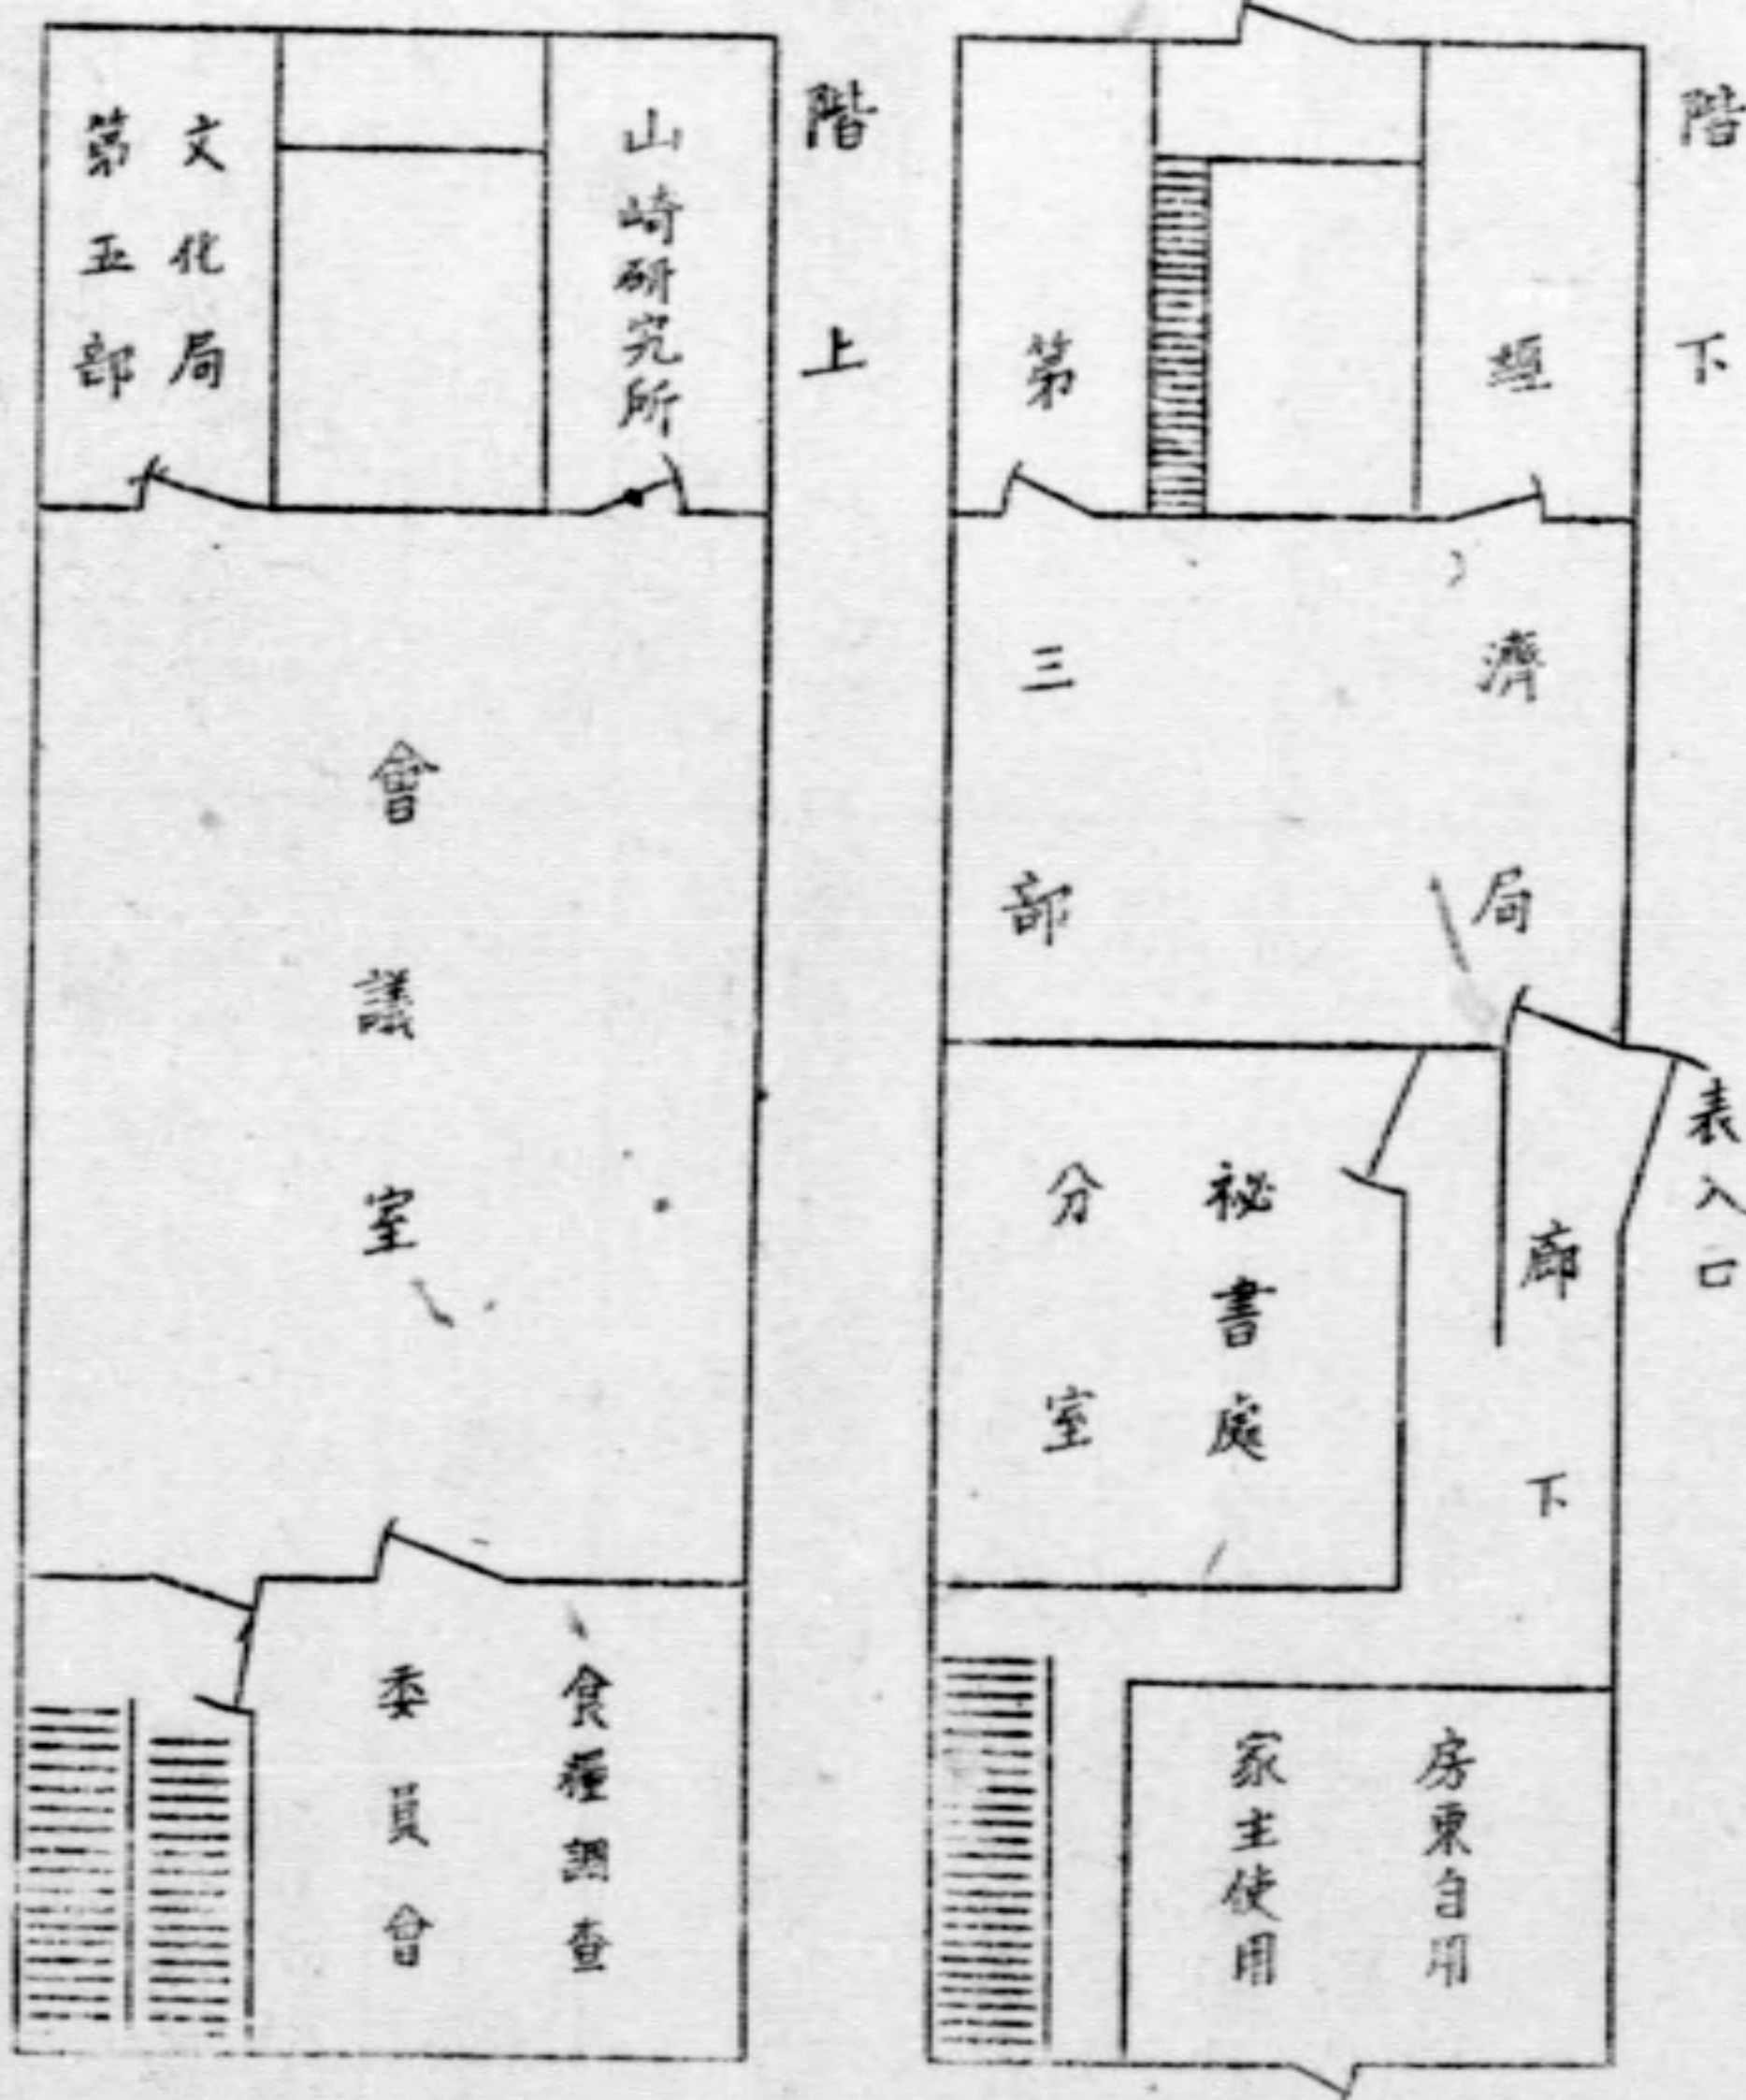 階下
經濟局
第三部
表入口
廊下
祕書處
分室
房東自用
家主使用
階上
山崎研究所
文化局
第五部
會議室
食糧調查
委員會